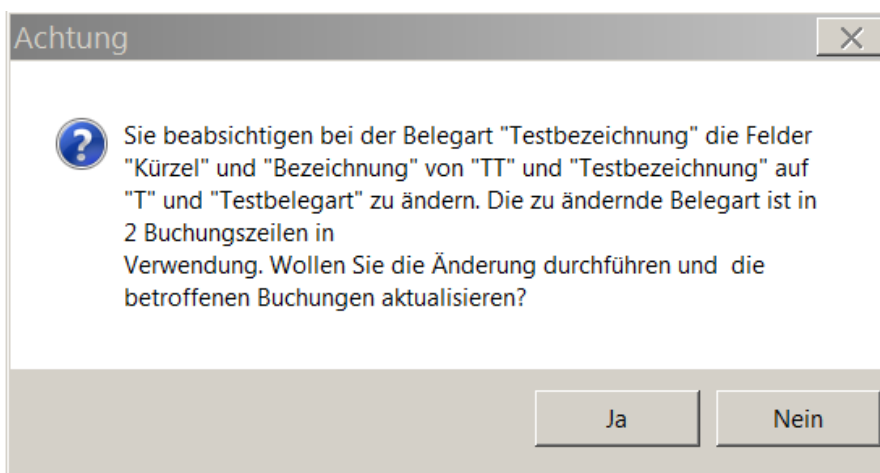 Achtung
Sie beabsichtigen bei der Belegart "Testbezeichnung" die Felder
"Kürzel" und "Bezeichnung" von "TT" und "Testbezeichnung" auf
"T" und "Testbelegart" zu ändern. Die zu ändernde Belegart ist in
2 Buchungszeilen in
Verwendung. Wollen Sie die Änderung durchführen und  die
betroffenen Buchungen aktualisieren?
Ja
Nein